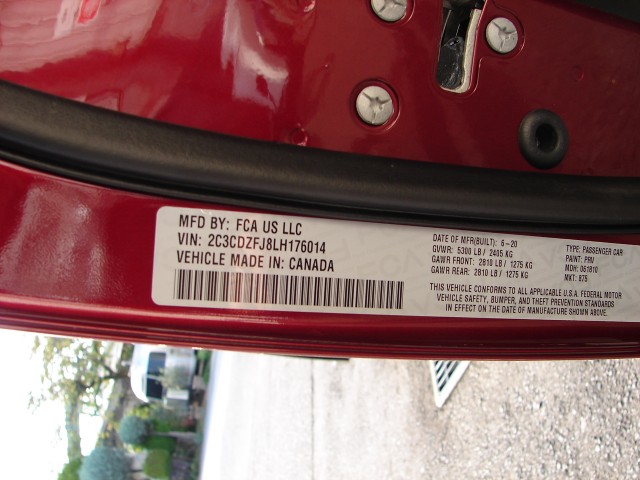 MFD BY: FCA US LLC
VIN: 2C3CDZFJ8LH176014
VEHICLE MADE IN: CANADA
DATE OF MFR(BUILT): 6-20
GVWR: 5300 LB / 2405 KG
GAWR FRONT: 2810 LB / 1275 KG
GAWR REAR: 2810 LB / 1275 KG
TYPE: PASSENGER CAR
PAINT: PRV
MDH: 061810
MKT: 875
THIS VEHICLE CONFORMS TO ALL APPLICABLE U.S.A. FEDERAL MOTOR
VEHICLE SAFETY, BUMPER, AND THEFT PREVENTION STANDARDS
IN EFFECT ON THE DATE OF MANUFACTURE SHOWN ABOVE.